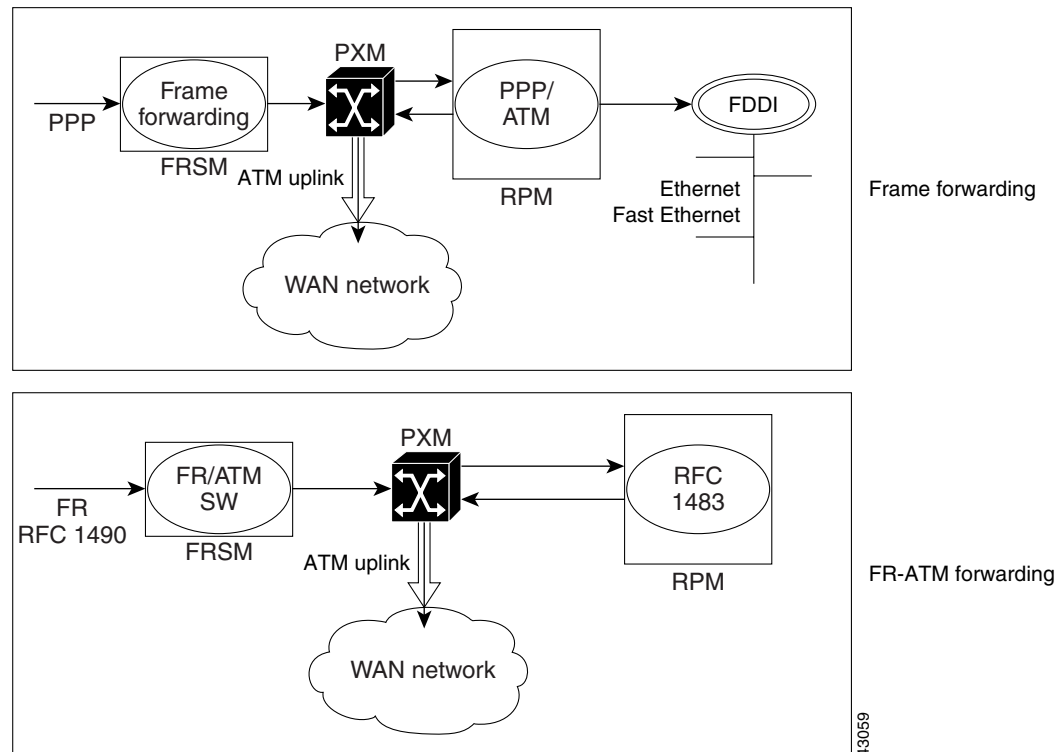 PXM
Frame
forwarding
PPP
FRSM
PPP/
ATM
RPM
FDDI
ATM uplink
Ethernet
Fast Ethernet
WAN network
Frame forwarding
PXM
FR/ATM
SW
FR
RFC 1490
FRSM
RFC
1483
RPM
ATM uplink
WAN network
FR-ATM forwarding